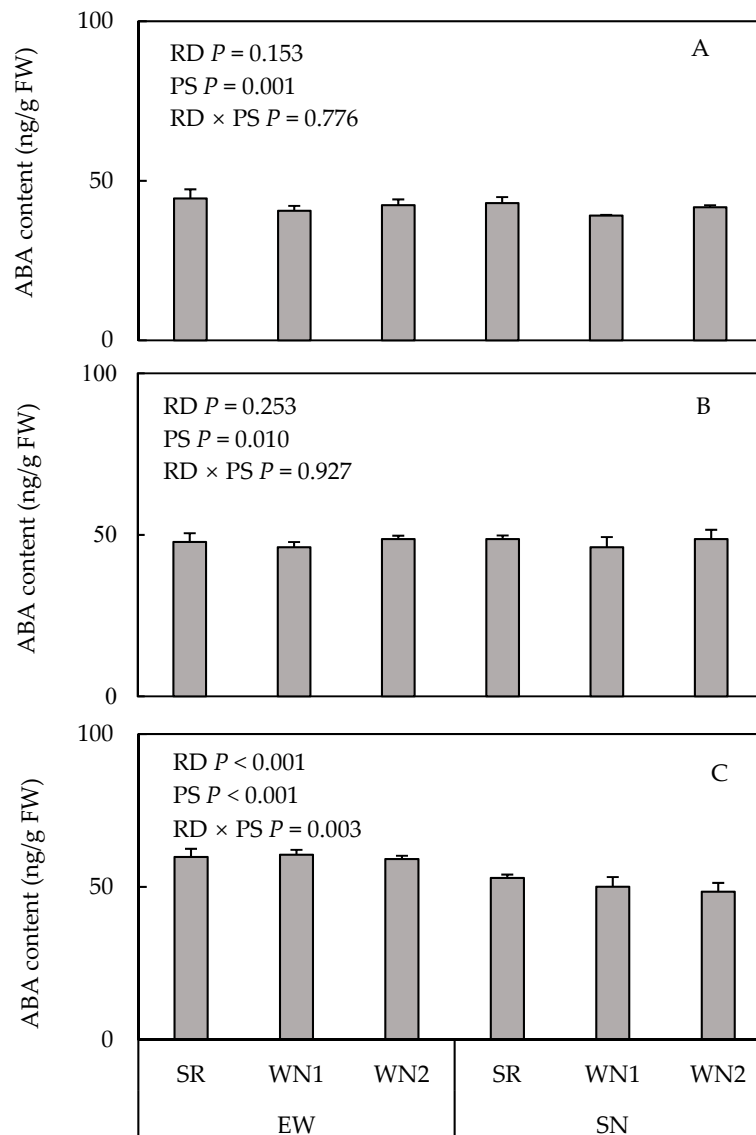 100
RD P = 0.153
A
PS P = 0.001
RD × PS P = 0.776
ABA content (ng/g FW)
50
0
100
RD P = 0.253
B
PS P = 0.010
RD × PS P = 0.927
ABA content (ng/g FW)
50
0
100
RD P < 0.001
C
PS P < 0.001
RD × PS P = 0.003
ABA content (ng/g FW)
50
0
SR WN1 WN2 SR WN1 WN2
EW SN